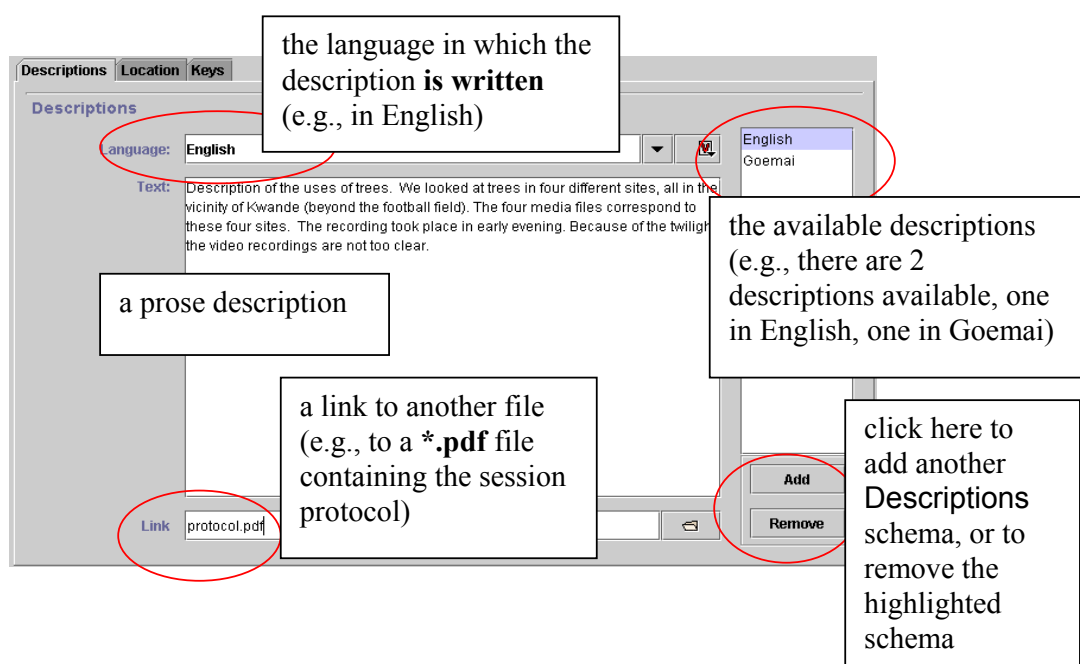 the language in which the
description is written
(e.g., in English)
Descriptions Location Keys
Descriptions
Language: English
English
Goemai
Text: Description of the uses of trees. We looked at trees in four different sites, all in the
vicinity of Kwande (beyond the football field). The four media files correspond to
these four sites. The recording took place in early evening. Because of the
the video recordings are not too clear.
the available descriptions
(e.g., there are 2
descriptions available, one
in English, one in Goemai)
a prose description
a link to another file
(e.g., to a *.pdf file
containing the session
protocol)
Link protocol.pdf
Add
Remove
click here to
add another
Descriptions
schema, or to
remove the
highlighted
schema